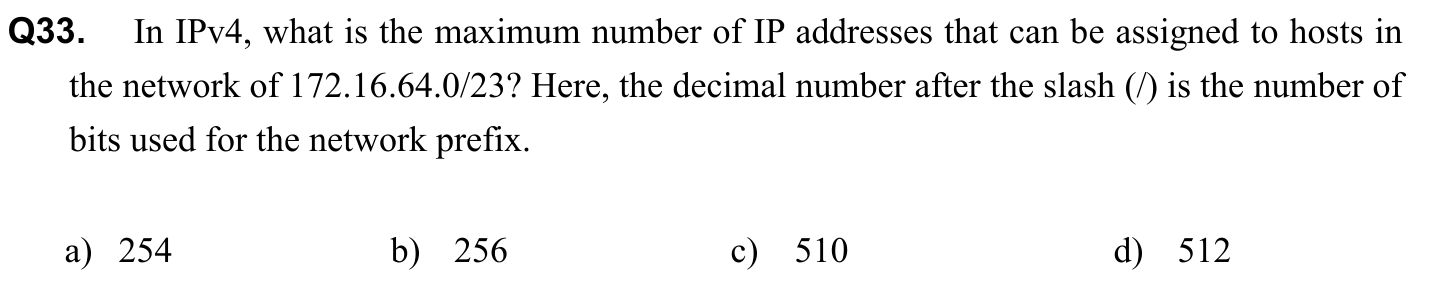 Q33. In IPv4, what is the maximum number of IP addresses that can be assigned to hosts in
the network of 172.16.64.0/23? Here, the decimal number after the slash (/) is the number of
bits used for the network prefix.
a) 254 b) 256 c) 510 d) 512